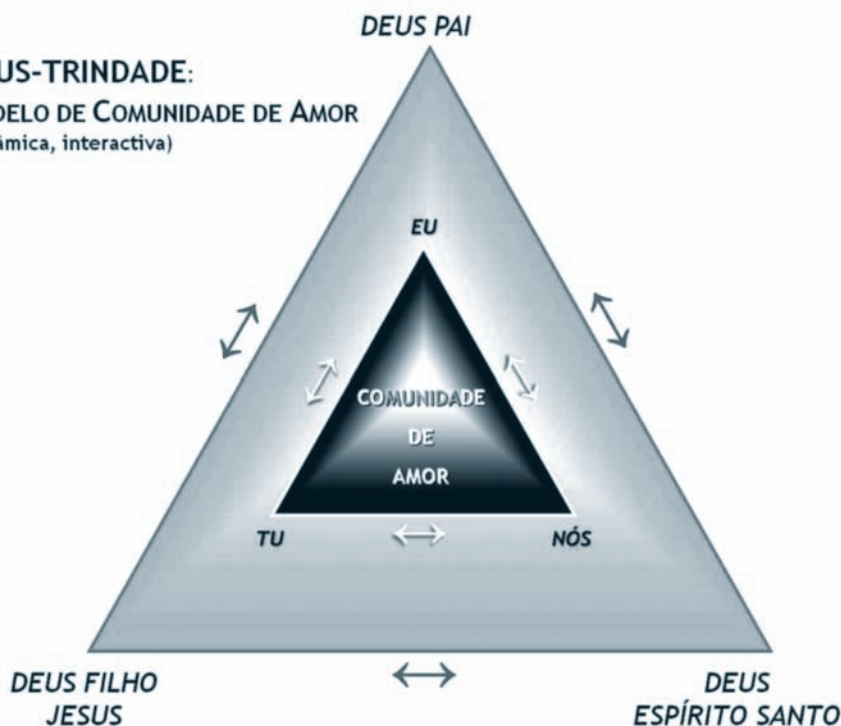 DEUS PAI
US-TRINDADE:
DELO DE COMUNIDADE DE AMOR
âmica, interactiva)
EU
COMUNIDADE
DE
AMOR
TU
NÓS
DEUS FILHO
JESUS
DEUS
ESPÍRITO SANTO